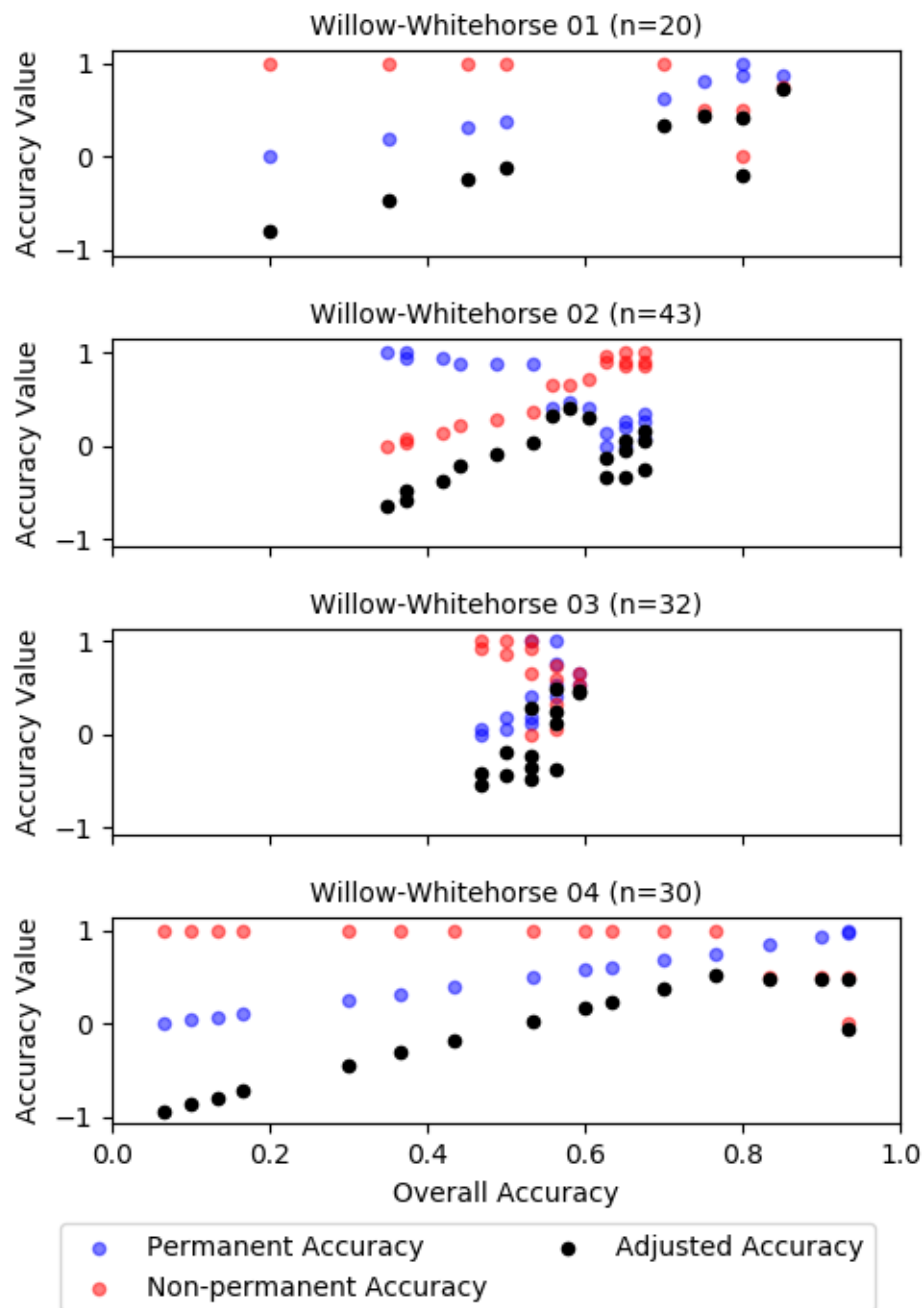 Willow-Whitehorse 01 (n=20)
1
0
−1
Accuracy Value
Willow-Whitehorse 02 (n=43)
1
0
−1
Accuracy Value
Willow-Whitehorse 03 (n=32)
1
0
−1
Accuracy Value
Willow-Whitehorse 04 (n=30)
1
0
−1
Accuracy Value
0.0 0.2 0.4 0.6 0.8 1.0
Overall Accuracy
Permanent Accuracy Adjusted Accuracy
Non-permanent Accuracy